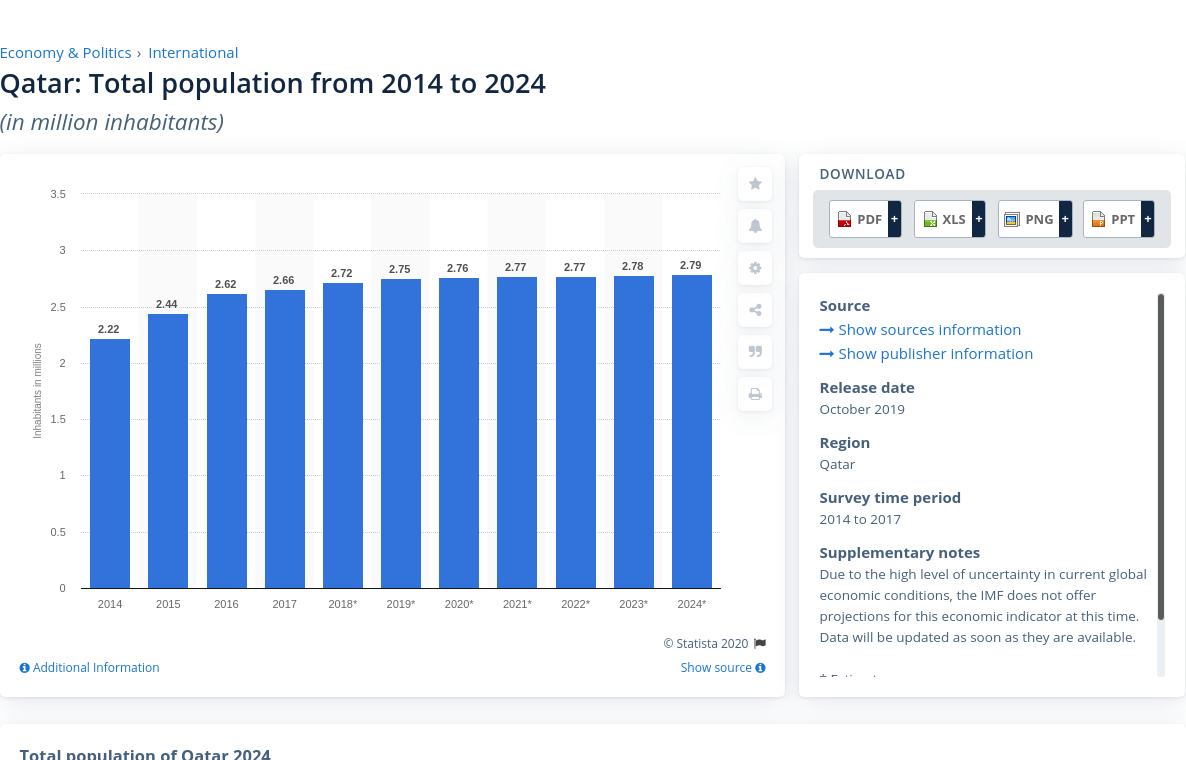 Economy & Politics › International
Qatar: Total population from 2014 to 2024
(in million inhabitants)
3.5
3
2.5
2
1.5
1
0.5
0
Inhabitants in millions
2.22
2.44
2.62
2.66
2.72
2.75
2.76
2.77
2.77
2.78
2.79
2014
2015
2016
2017
2018*
2019*
2020*
2021*
2022*
2023*
2024*
© Statista 2020
Additional Information
Show source
DOWNLOAD
PDF +
XLS +
PNG +
PPT +
Source
Show sources information
Show publisher information
Release date
October 2019
Region
Qatar
Survey time period
2014 to 2017
Supplementary notes
Due to the high level of uncertainty in current global
economic conditions, the IMF does not offer
projections for this economic indicator at this time.
Data will be updated as soon as they are available.
Total population of Qatar 2024